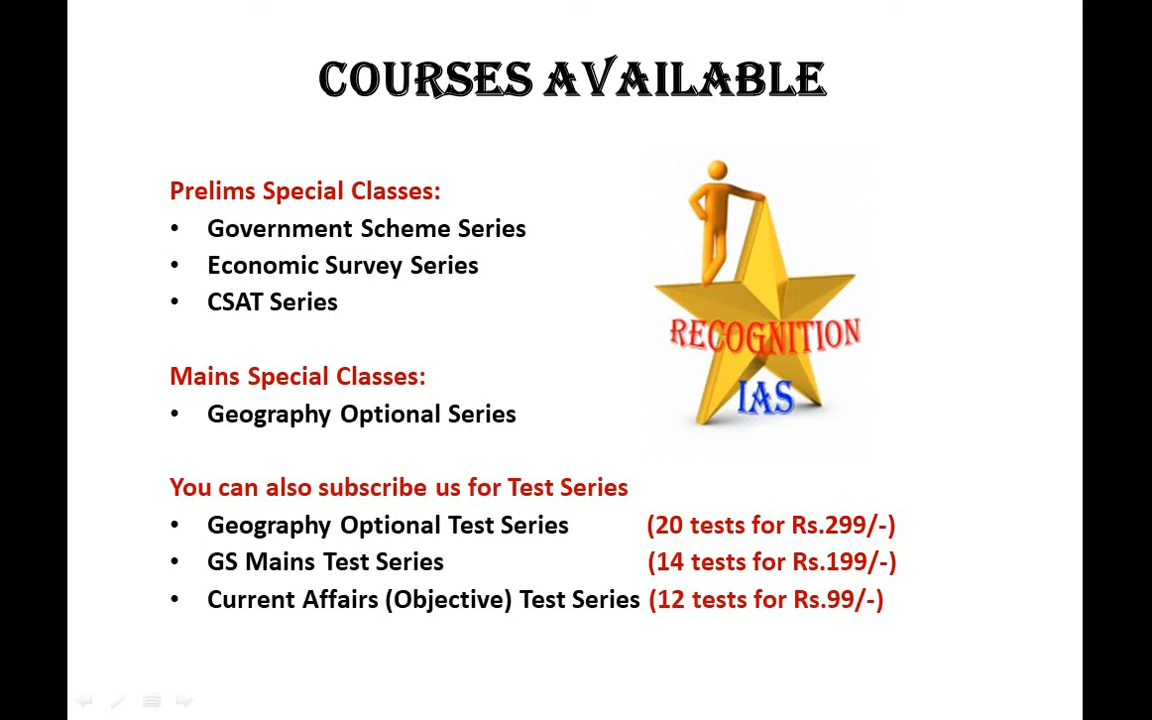 COURSES AVAILABLE
Prelims Special Classes:
• Government Scheme Series
• Economic Survey Series
• CSAT Series
RECOGNITION
IAS
Mains Special Classes:
• Geography Optional Series
You can also subscribe us for Test Series
• Geography Optional Test Series (20 tests for Rs.299/-)
• GS Mains Test Series (14 tests for Rs.199/-)
• Current Affairs (Objective) Test Series (12 tests for Rs.99/-)